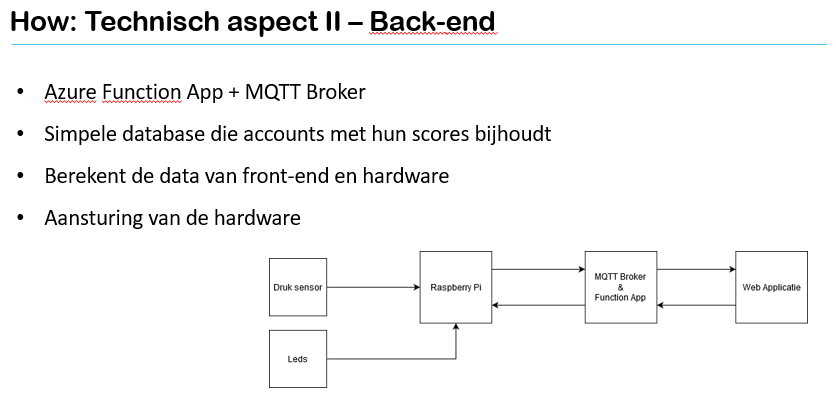 How: Technisch aspect II – Back-end
• Azure Function App + MQTT Broker
• Simpele database die accounts met hun scores bijhoudt
• Berekent de data van front-end en hardware
• Aansturing van de hardware
Druk sensor
Raspberry Pi
MQTT Broker
&
Function App
Web Applicatie
Leds